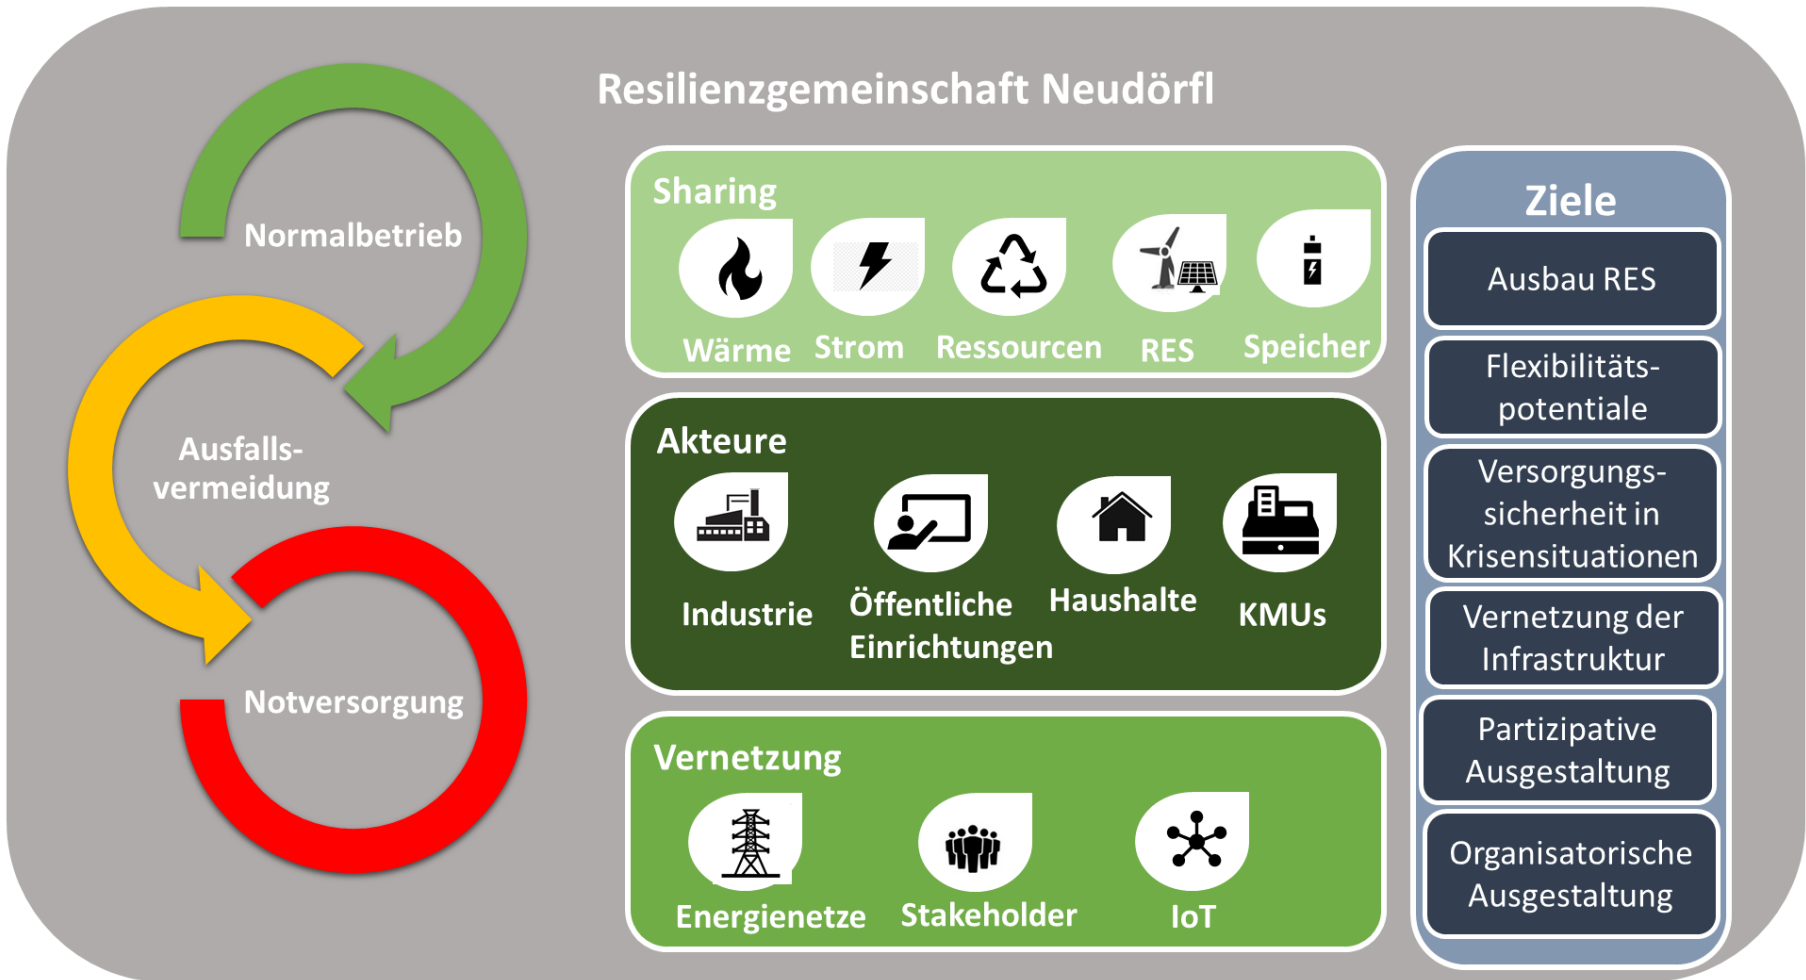 Resilienzgemeinschaft Neudörfl
Normalbetrieb
Ausfalls-
vermeidung
Notversorgung
Sharing
Wärme
Strom
Ressourcen
RES
Speicher
Akteure
Industrie
Öffentliche
Einrichtungen
Haushalte
KMUs
Vernetzung
Energienetze
Stakeholder
IoT
Ziele
Ausbau RES
Flexibilitäts-
potentiale
Versorgungs-
sicherheit in
Krisensituationen
Vernetzung der
Infrastruktur
Partizipative
Ausgestaltung
Organisatorische
Ausgestaltung